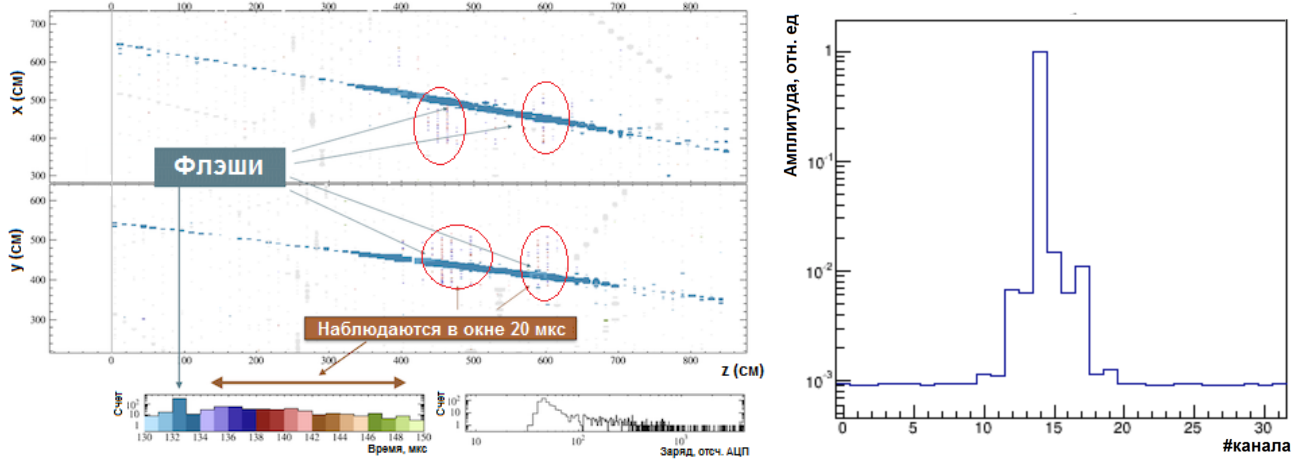 0 100 200 300 400 500 600 700 800
700
600
500
400
300
x (см)
Флэши
600
500
400
300
y (см)
Наблюдаются в окне 20 мкс
0 100 200 300 400 500 600 700 800
z (см)
Счет
10²
10
1
130 132 134 136 138 140 142 144 146 148 150
Время, мкс
Счет
10²
10
1
10 10² 10³
Заряд, отсч. АЦП
Амплитуда, отн. ед
1
10⁻¹
10⁻²
10⁻³
0 5 10 15 20 25 30
#канала